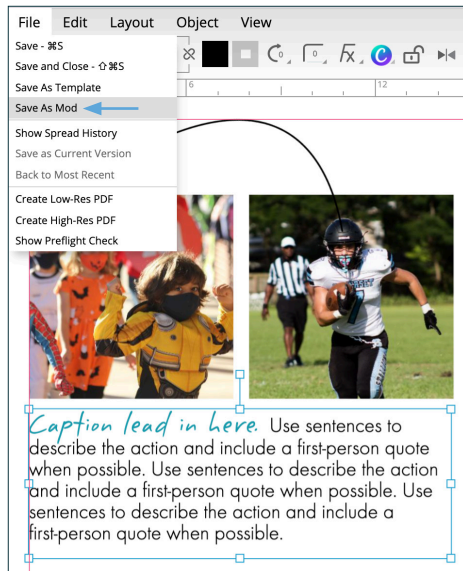 File Edit Layout Object View
Save - ⌘S
Save and Close - ⇧⌘S
Save As Template
Save As Mod
Show Spread History
Save as Current Version
Back to Most Recent
Create Low-Res PDF
Create High-Res PDF
Show Preflight Check
6 12
Caption lead in here. Use sentences to
describe the action and include a first-person quote
when possible. Use sentences to describe the action
and include a first-person quote when possible. Use
sentences to describe the action and include a
first-person quote when possible.